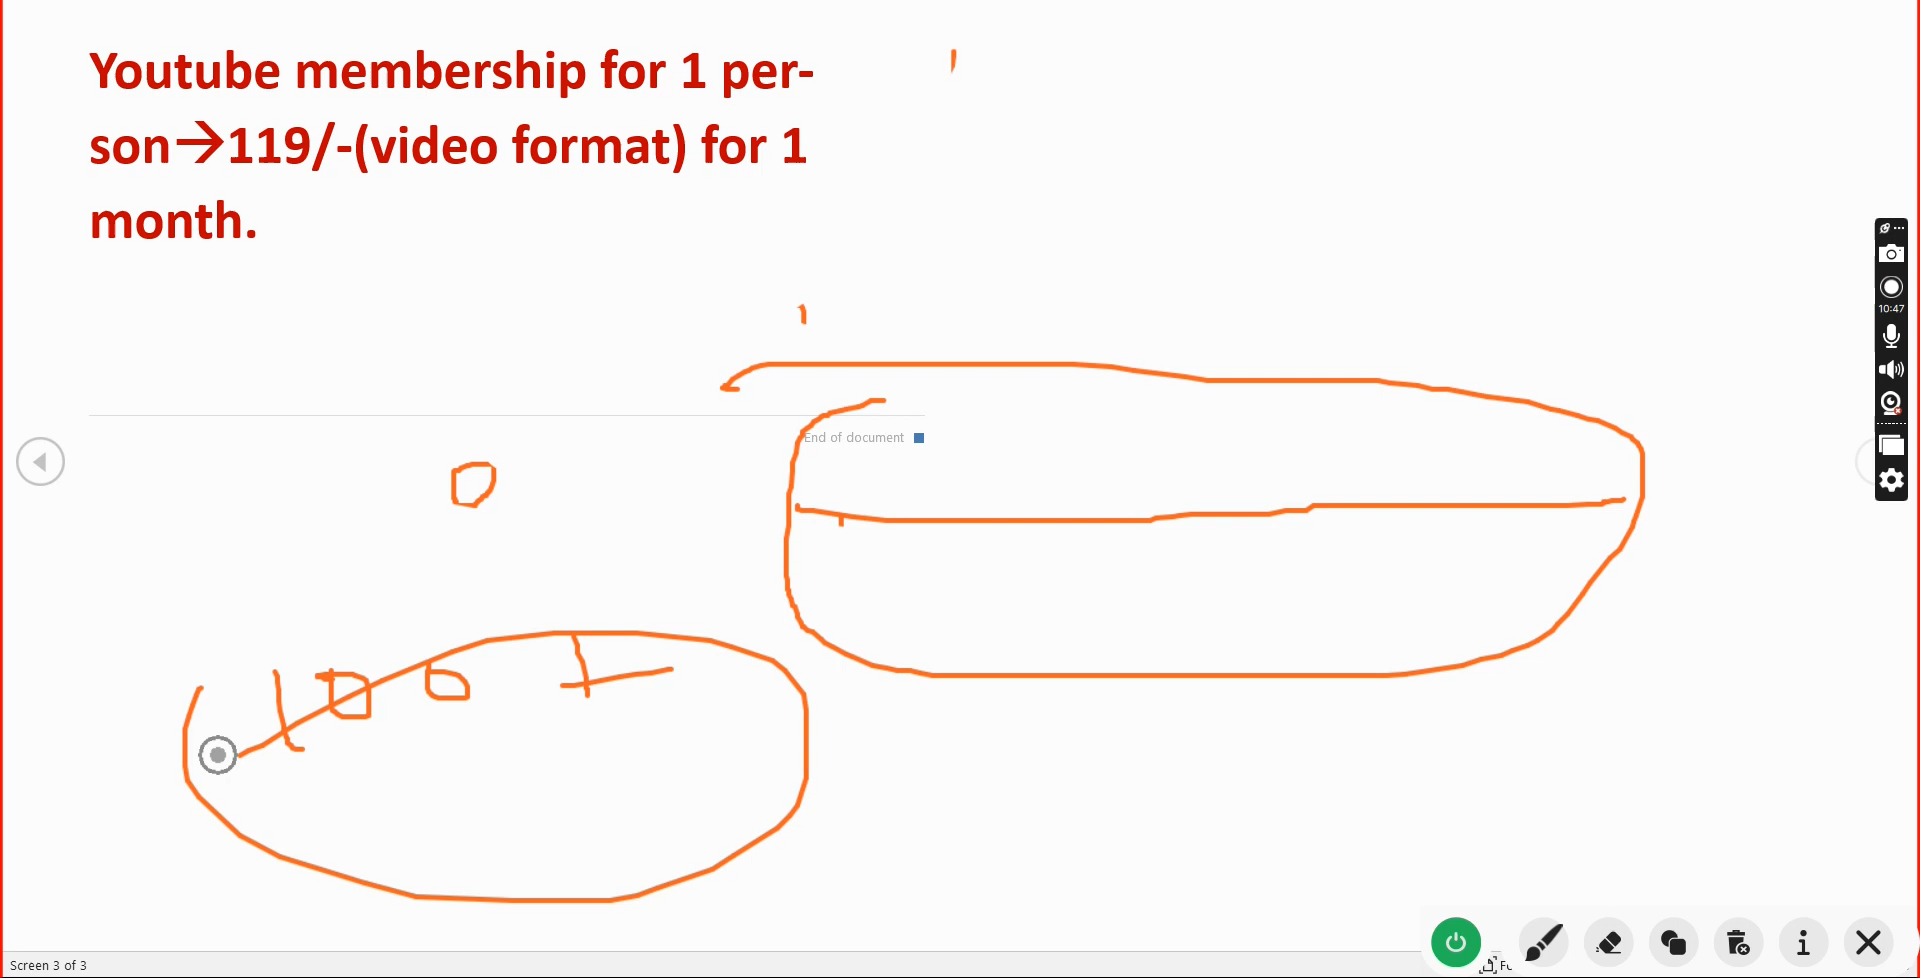 Youtube membership for 1 per-
son→119/-(video format) for 1
month.
10:47
End of document
100 +
Screen 3 of 3